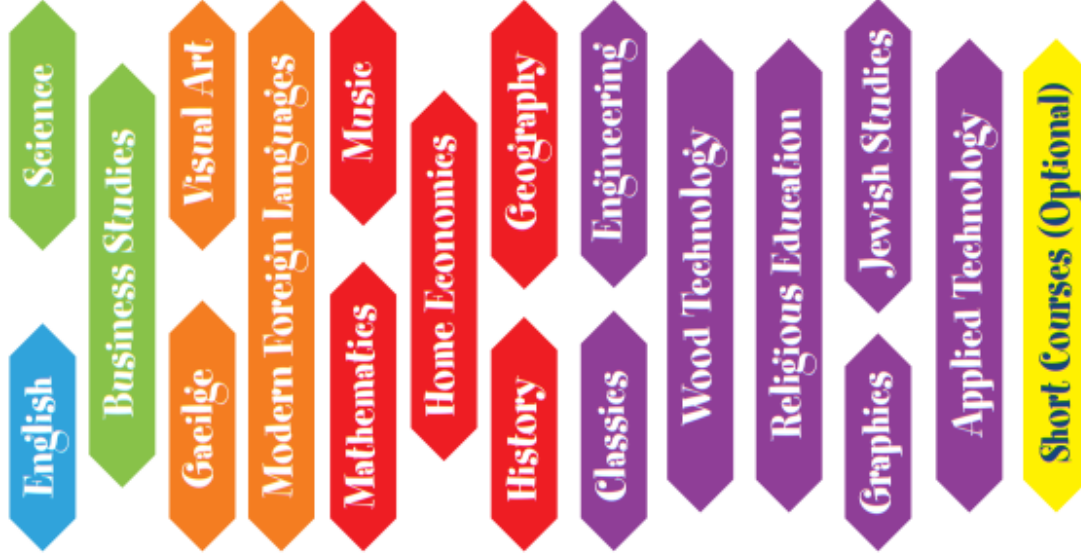 English
Science
Business Studies
Gaeilge
Visual Art
Modern Foreign Languages
Mathematics
Music
Home Economics
History
Geography
Classics
Engineering
Wood Technology
Religious Education
Graphics
Jewish Studies
Applied Technology
Short Courses (Optional)